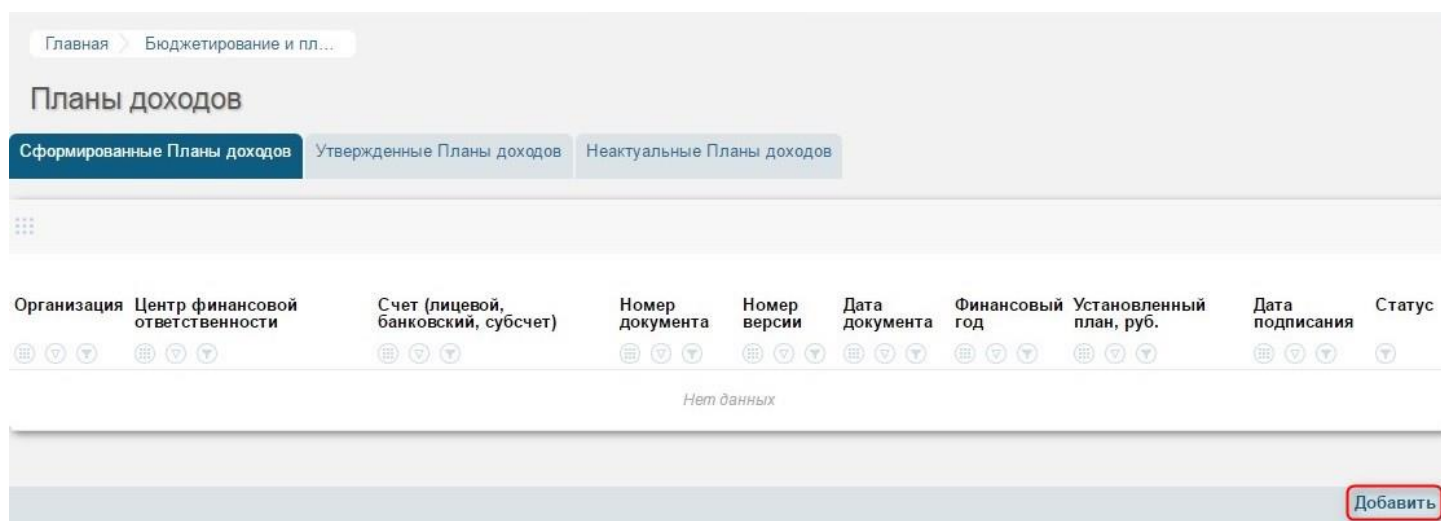 Главная Бюджетирование и пл...
Планы доходов
Сформированные Планы доходов Утвержденные Планы доходов Неактуальные Планы доходов
Организация Центр финансовой Счет (лицевой, Номер Номер Дата Финансовый Установленный Дата Статус
ответственности банковский, субсчет) документа версии документа год план, руб. подписания
Нет данных
Добавить